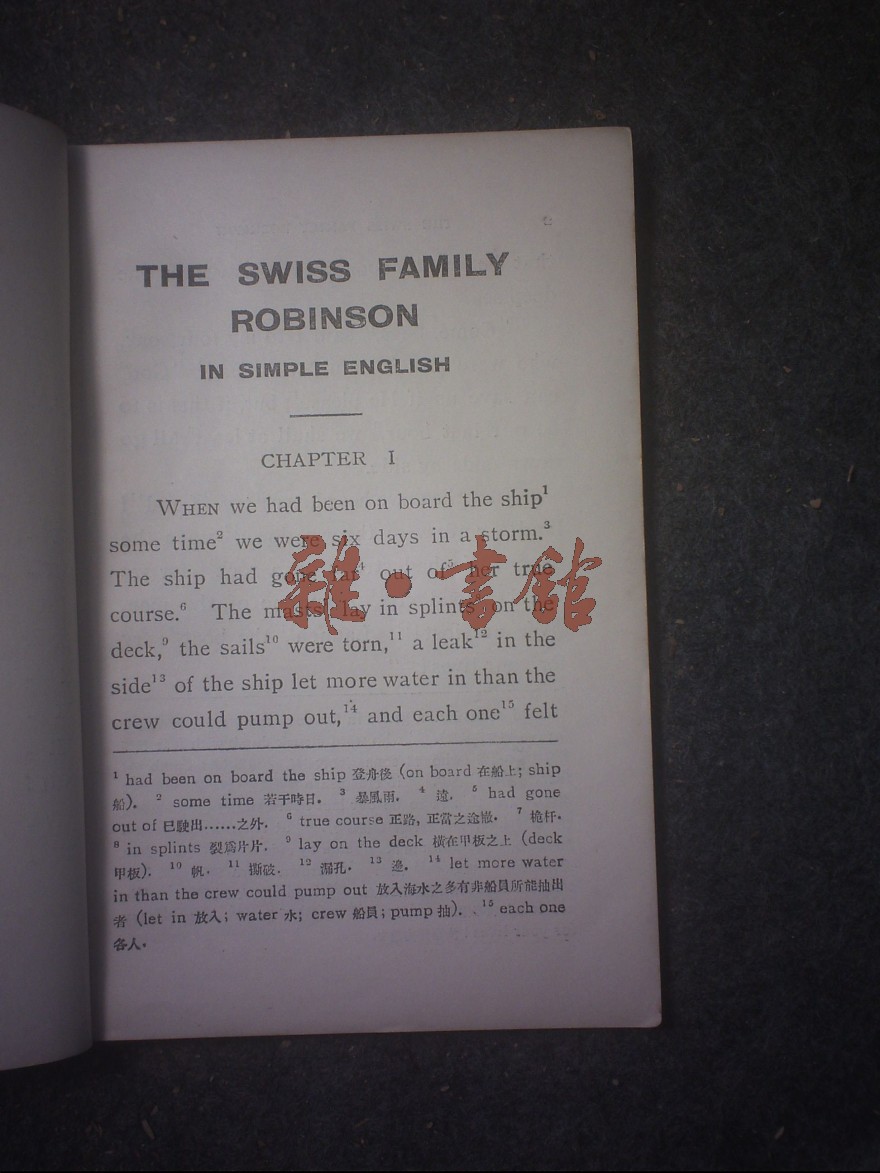 THE SWISS FAMILY
ROBINSON
IN SIMPLE ENGLISH
CHAPTER I
WHEN we had been on board the ship¹
some time² we were six days in a storm.³
The ship had gone far⁴ out of⁵ her true
course.⁶ The masts⁷ lay in splints⁸ on the
deck,⁹ the sails¹⁰ were torn,¹¹ a leak¹² in the
side¹³ of the ship let more water in than the
crew could pump out,¹⁴ and each one¹⁵ felt
¹ had been on board the ship 登舟後 (on board 在船上; ship
船). ² some time 若干時日. ³ 暴風雨. ⁴ 遠. ⁵ had gone
out of 已駛出……之外. ⁶ true course 正路, 正當之途轍. ⁷ 桅杆.
⁸ in splints 裂爲片片. ⁹ lay on the deck 橫在甲板之上 (deck
甲板). ¹⁰ 帆. ¹¹ 撕破. ¹² 漏孔. ¹³ 邊. ¹⁴ let more water
in than the crew could pump out 放入海水之多有非船員所能抽出
者 (let in 放入; water 水; crew 船員; pump 抽). ¹⁵ each one
各人.
雜·書館